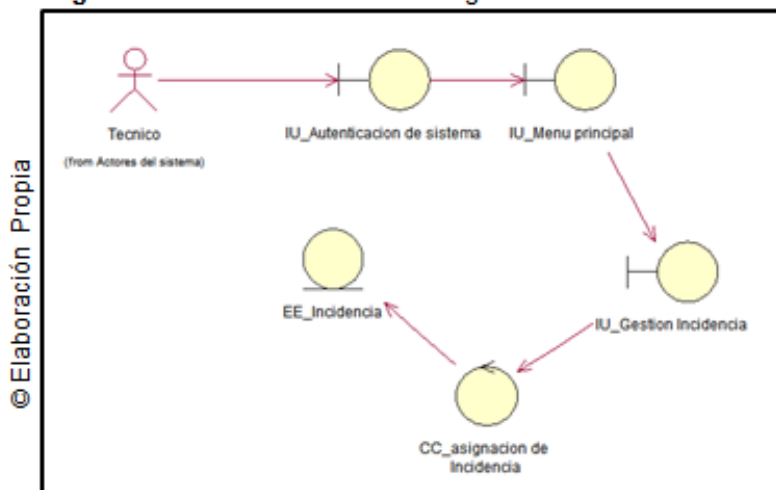 Tecnico
(from Actores del sistema)
IU_Autenticacion de sistema
IU_Menu principal
IU_Gestion Incidencia
EE_Incidencia
CC_asignacion de
Incidencia
© Elaboración Propia